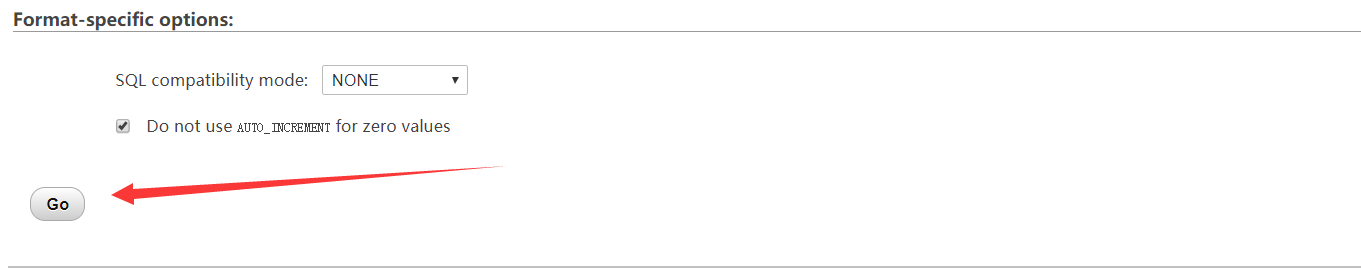 Format-specific options:
SQL compatibility mode: NONE
Do not use AUTO_INCREMENT for zero values
Go